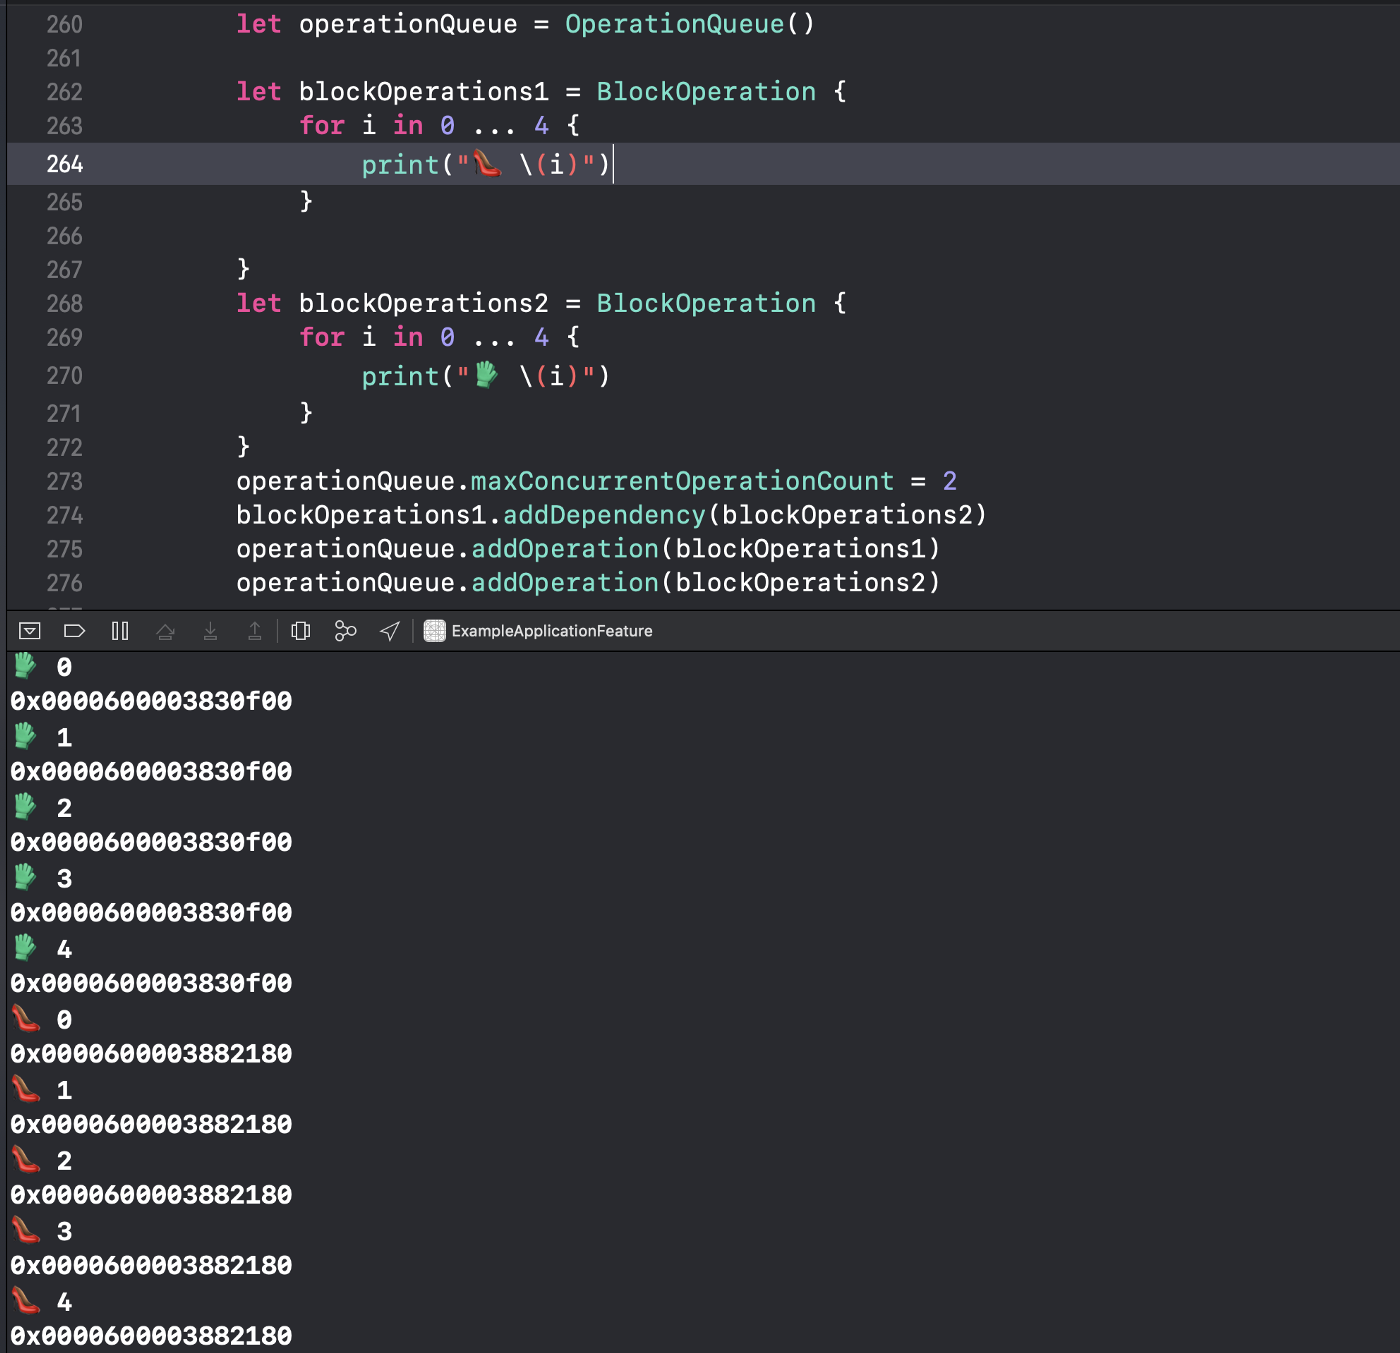 260 let operationQueue = OperationQueue()
261
262 let blockOperations1 = BlockOperation {
263 for i in 0 ... 4 {
264 print("👠 \(i)")
265 }
266
267 }
268 let blockOperations2 = BlockOperation {
269 for i in 0 ... 4 {
270 print("🧤 \(i)")
271 }
272 }
273 operationQueue.maxConcurrentOperationCount = 2
274 blockOperations1.addDependency(blockOperations2)
275 operationQueue.addOperation(blockOperations1)
276 operationQueue.addOperation(blockOperations2)
ExampleApplicationFeature
🧤 0
0x0000600003830f00
🧤 1
0x0000600003830f00
🧤 2
0x0000600003830f00
🧤 3
0x0000600003830f00
🧤 4
0x0000600003830f00
👠 0
0x0000600003882180
👠 1
0x0000600003882180
👠 2
0x0000600003882180
👠 3
0x0000600003882180
👠 4
0x0000600003882180